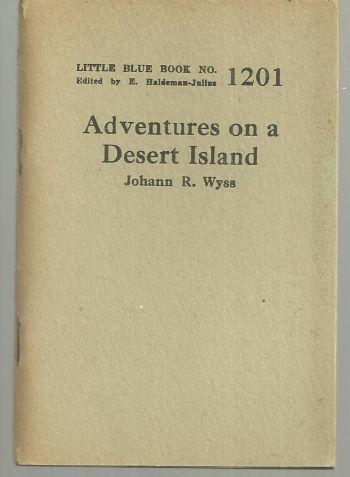 LITTLE BLUE BOOK NO. 1201
Edited by E. Haldeman-Julius
Adventures on a
Desert Island
Johann R. Wyss